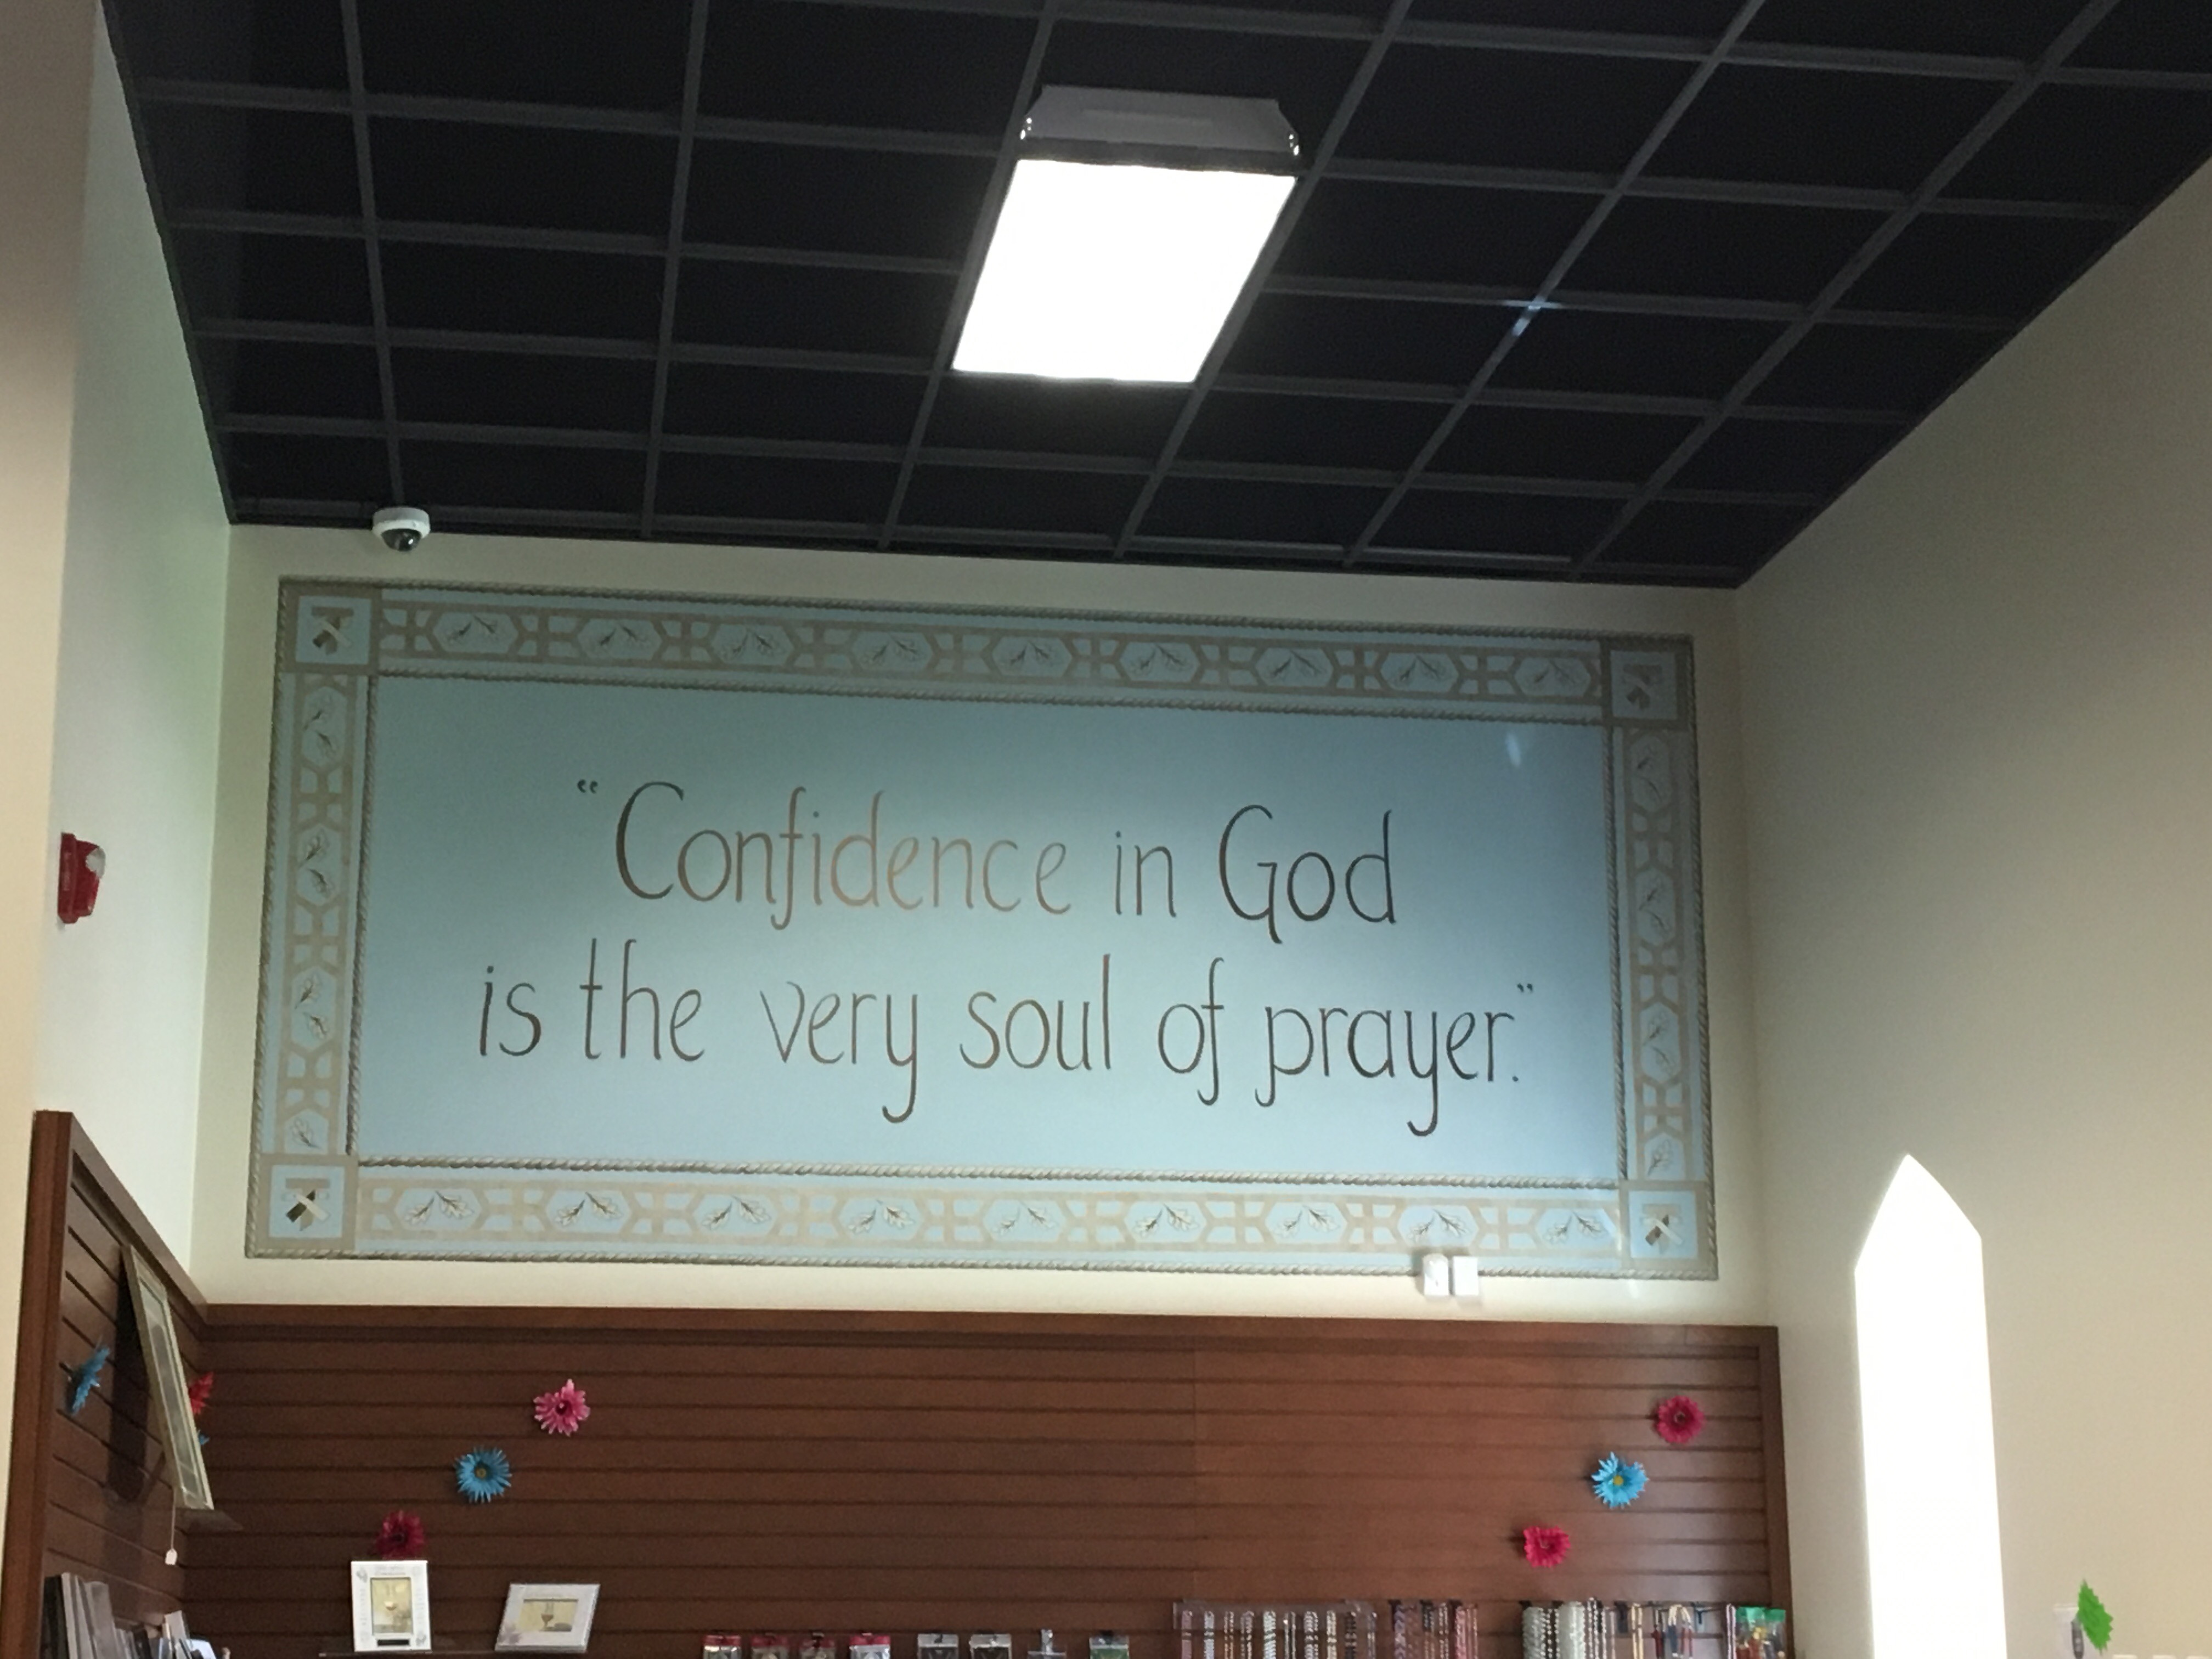 “Confidence in God
is the very soul of prayer.”